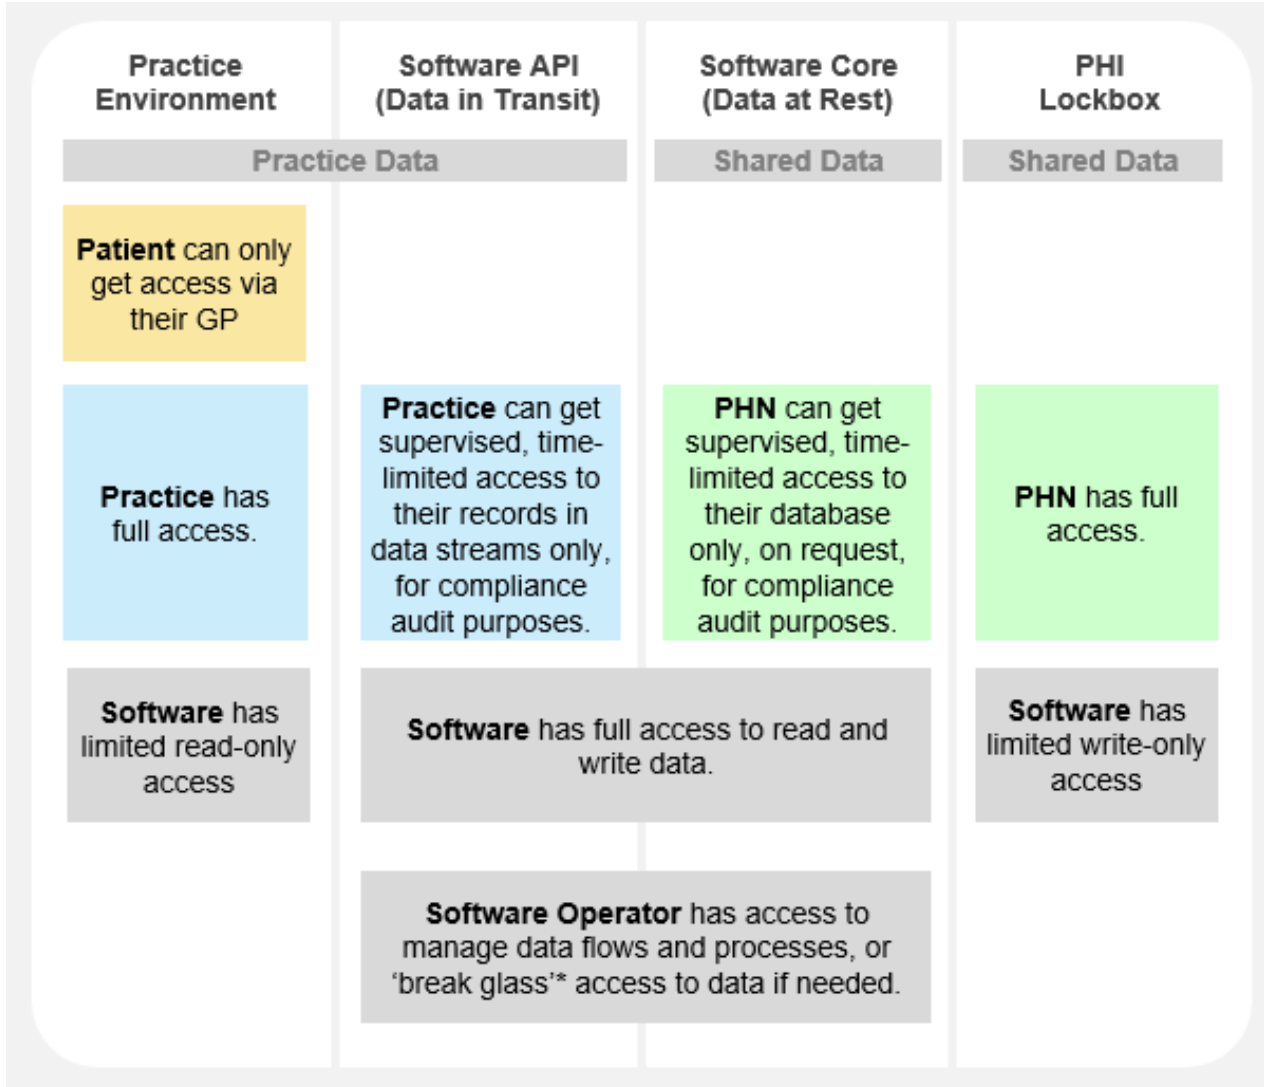 Practice
Environment
Software API
(Data in Transit)
Software Core
(Data at Rest)
PHI
Lockbox
Practice Data
Shared Data
Shared Data
Patient can only
get access via
their GP
Practice has
full access.
Practice can get
supervised, time-
limited access to
their records in
data streams only,
for compliance
audit purposes.
PHN can get
supervised, time-
limited access to
their database
only, on request,
for compliance
audit purposes.
PHN has full
access.
Software has
limited read-only
access
Software has full access to read and
write data.
Software has
limited write-only
access
Software Operator has access to
manage data flows and processes, or
‘break glass’* access to data if needed.